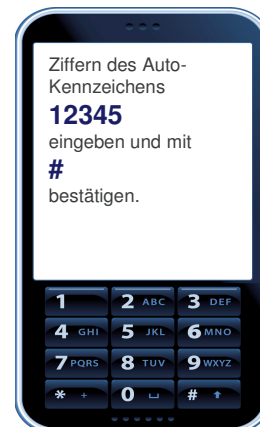 Ziffern des Auto-
Kennzeichens
12345
eingeben und mit
#
bestätigen.
1 2 ABC 3 DEF
4 GHI 5 JKL 6 MNO
7 PQRS 8 TUV 9 WXYZ
* + 0 ␣ # ⬆